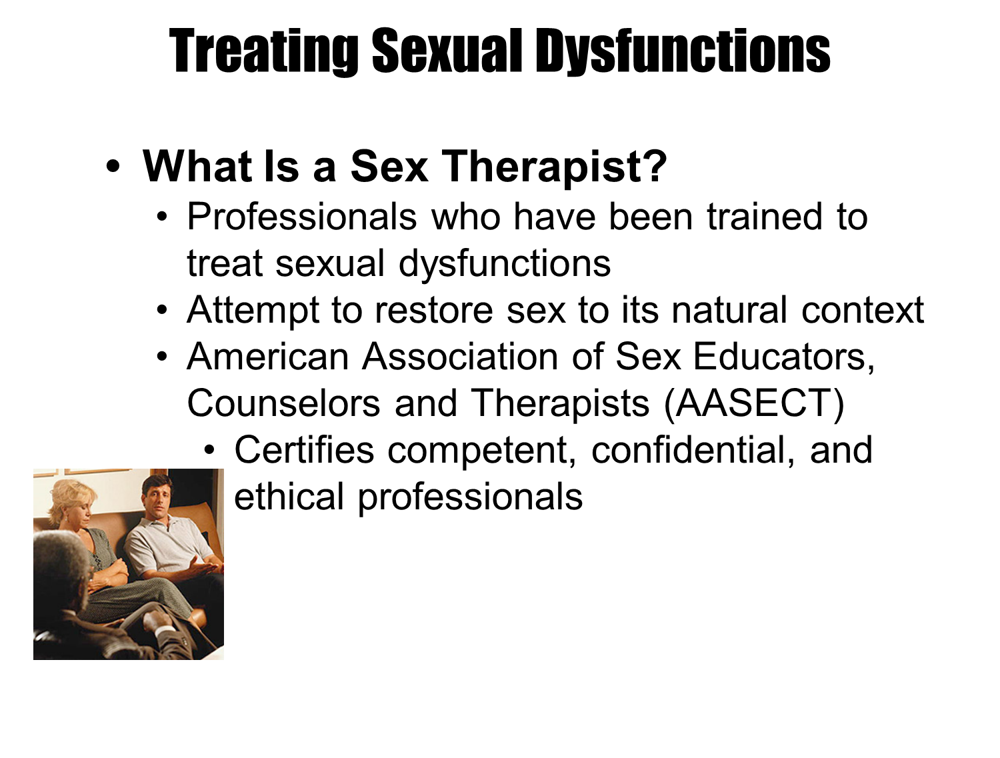 Treating Sexual Dysfunctions
• What Is a Sex Therapist?
• Professionals who have been trained to
treat sexual dysfunctions
• Attempt to restore sex to its natural context
• American Association of Sex Educators,
Counselors and Therapists (AASECT)
• Certifies competent, confidential, and
ethical professionals